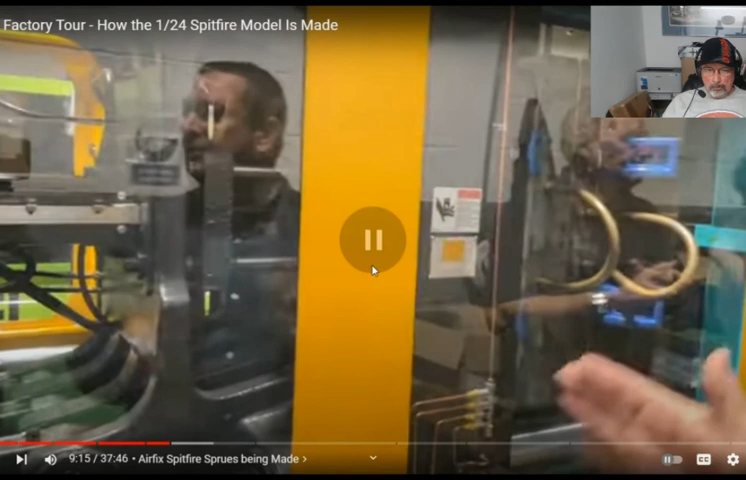 Factory Tour - How the 1/24 Spitfire Model Is Made
9:15 / 37:46 • Airfix Spitfire Sprues being Made >
CC